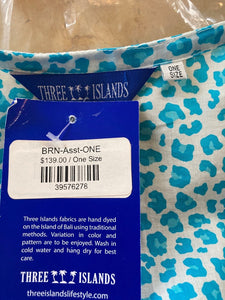 THREE ISLANDS
ONE
SIZE
BRN-Asst-ONE
$139.00 / One Size
39576276
Three Islands fabrics are hand dyed
on the Island of Bali using traditional
methods. Variation in color and
pattern are to be enjoyed. Wash in
cold water and hang dry for best
care.
THREE ISLANDS
threeislandslifestyle.com